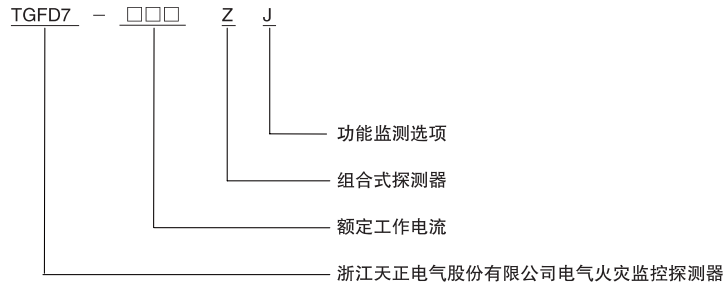 TGFD7 － □□□ Z J
功能监测选项
组合式探测器
额定工作电流
浙江天正电气股份有限公司电气火灾监控探测器